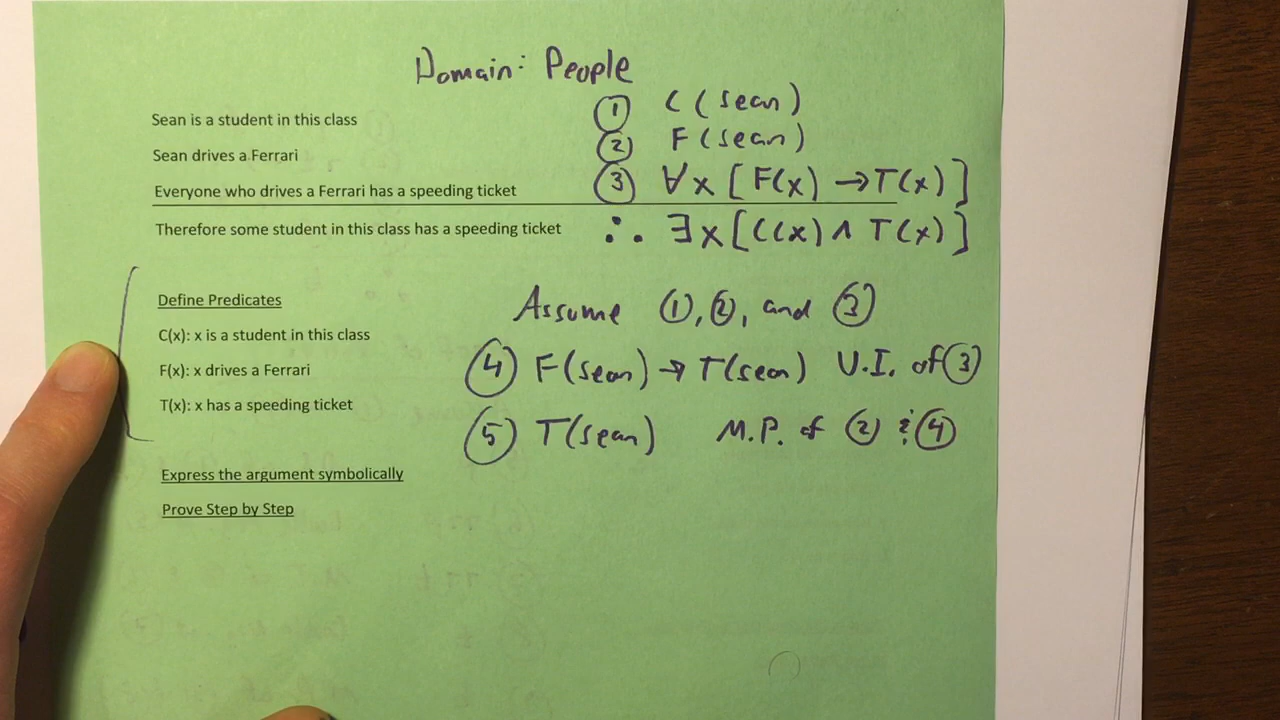 Domain: People
Sean is a student in this class ① C(sean)
Sean drives a Ferrari ② F(sean)
Everyone who drives a Ferrari has a speeding ticket ③ ∀x[F(x)→T(x)]
Therefore some student in this class has a speeding ticket ∴ ∃x[C(x)∧T(x)]
Define Predicates
C(x): x is a student in this class
F(x): x drives a Ferrari
T(x): x has a speeding ticket
Express the argument symbolically
Prove Step by Step
Assume ①, ②, and ③
④ F(sean)→T(sean) U.I. of ③
⑤ T(sean) M.P. of ② & ④